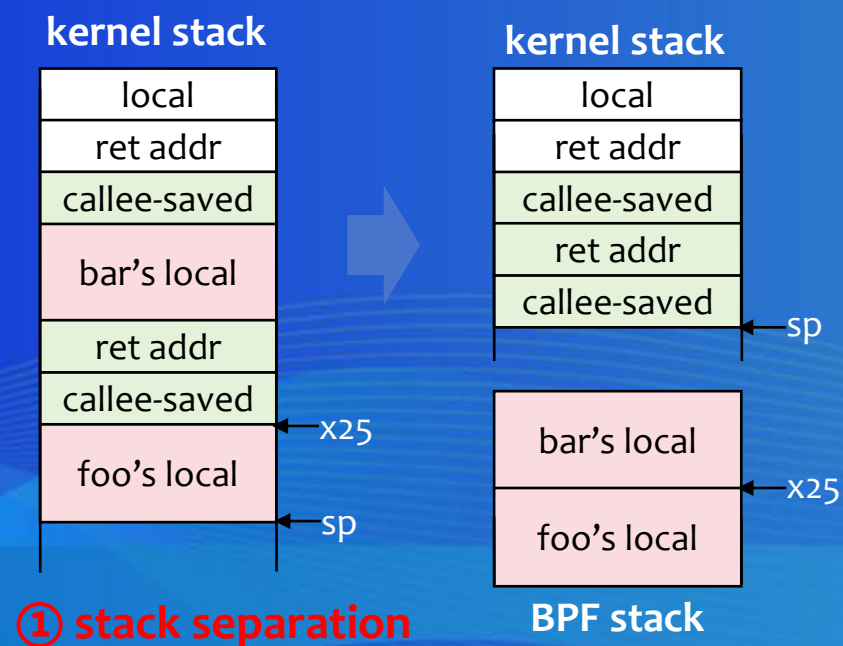 kernel stack
local
ret addr
callee-saved
bar's local
ret addr
callee-saved
x25
foo's local
sp
① stack separation
kernel stack
local
ret addr
callee-saved
ret addr
callee-saved
sp
bar's local
x25
foo's local
BPF stack